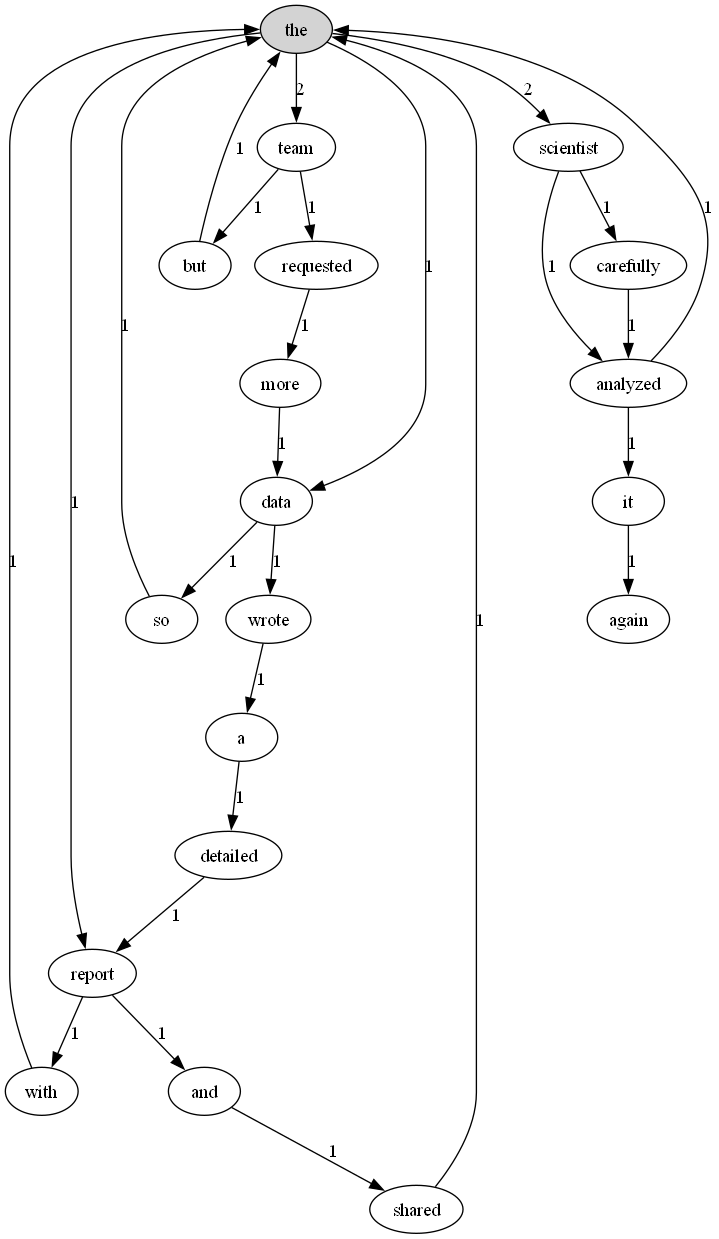 the
2
2
team
scientist
1
1
1
1
but
requested
1
1
carefully
1
1
1
1
more
analyzed
1
1
data
it
1
1
1
1
so
wrote
1
again
1
a
1
detailed
1
report
1
1
with
and
1
shared
1